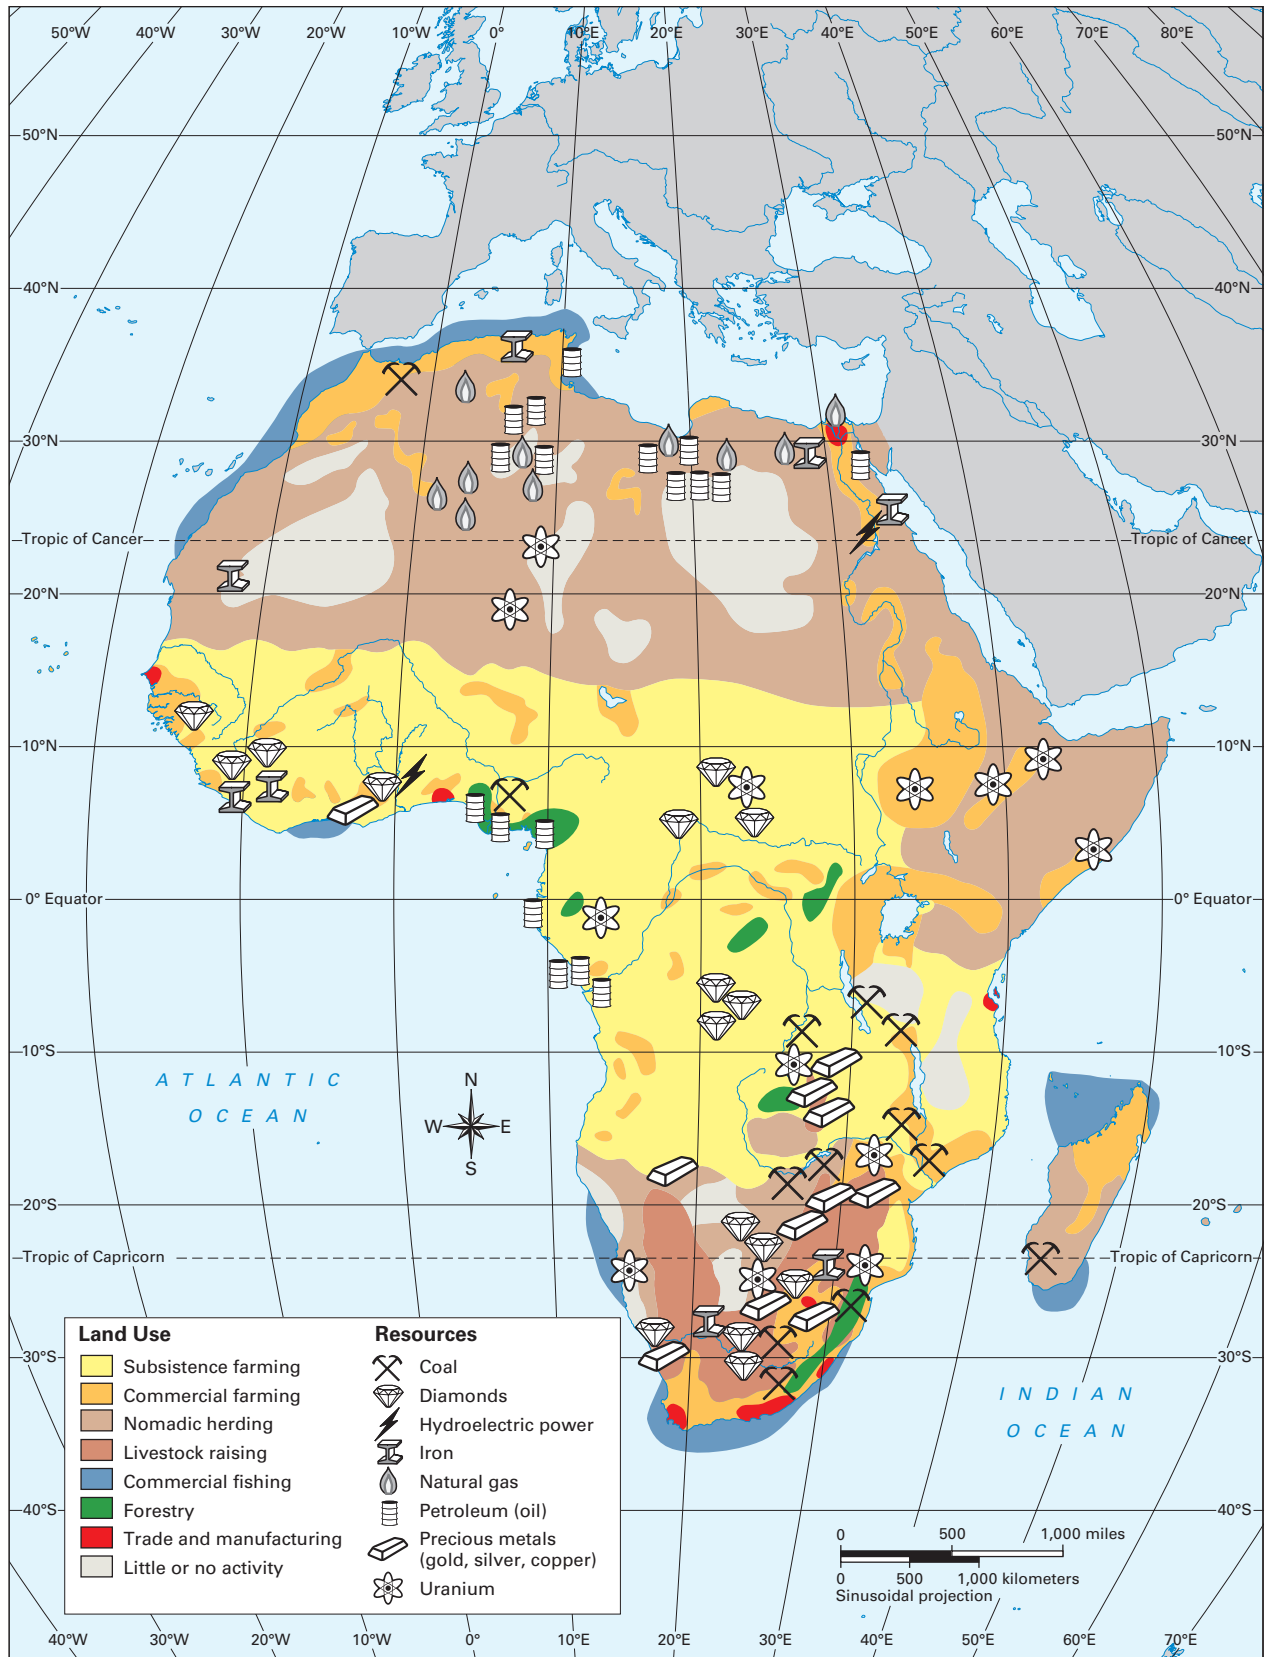 50°W 40°W 30°W 20°W 10°W 0° 10°E 20°E 30°E 40°E 50°E 60°E 70°E 80°E
50°N 50°N
40°N 40°N
30°N 30°N
Tropic of Cancer Tropic of Cancer
20°N 20°N
10°N 10°N
0° Equator 0° Equator
10°S 10°S
ATLANTIC
OCEAN
N
W E
S
20°S 20°S
Tropic of Capricorn Tropic of Capricorn
30°S 30°S
INDIAN
OCEAN
40°S 40°S
Land Use
Subsistence farming
Commercial farming
Nomadic herding
Livestock raising
Commercial fishing
Forestry
Trade and manufacturing
Little or no activity
Resources
Coal
Diamonds
Hydroelectric power
Iron
Natural gas
Petroleum (oil)
Precious metals
(gold, silver, copper)
Uranium
0 500 1,000 miles
0 500 1,000 kilometers
Sinusoidal projection
40°W 30°W 20°W 10°W 0° 10°E 20°E 30°E 40°E 50°E 60°E 70°E